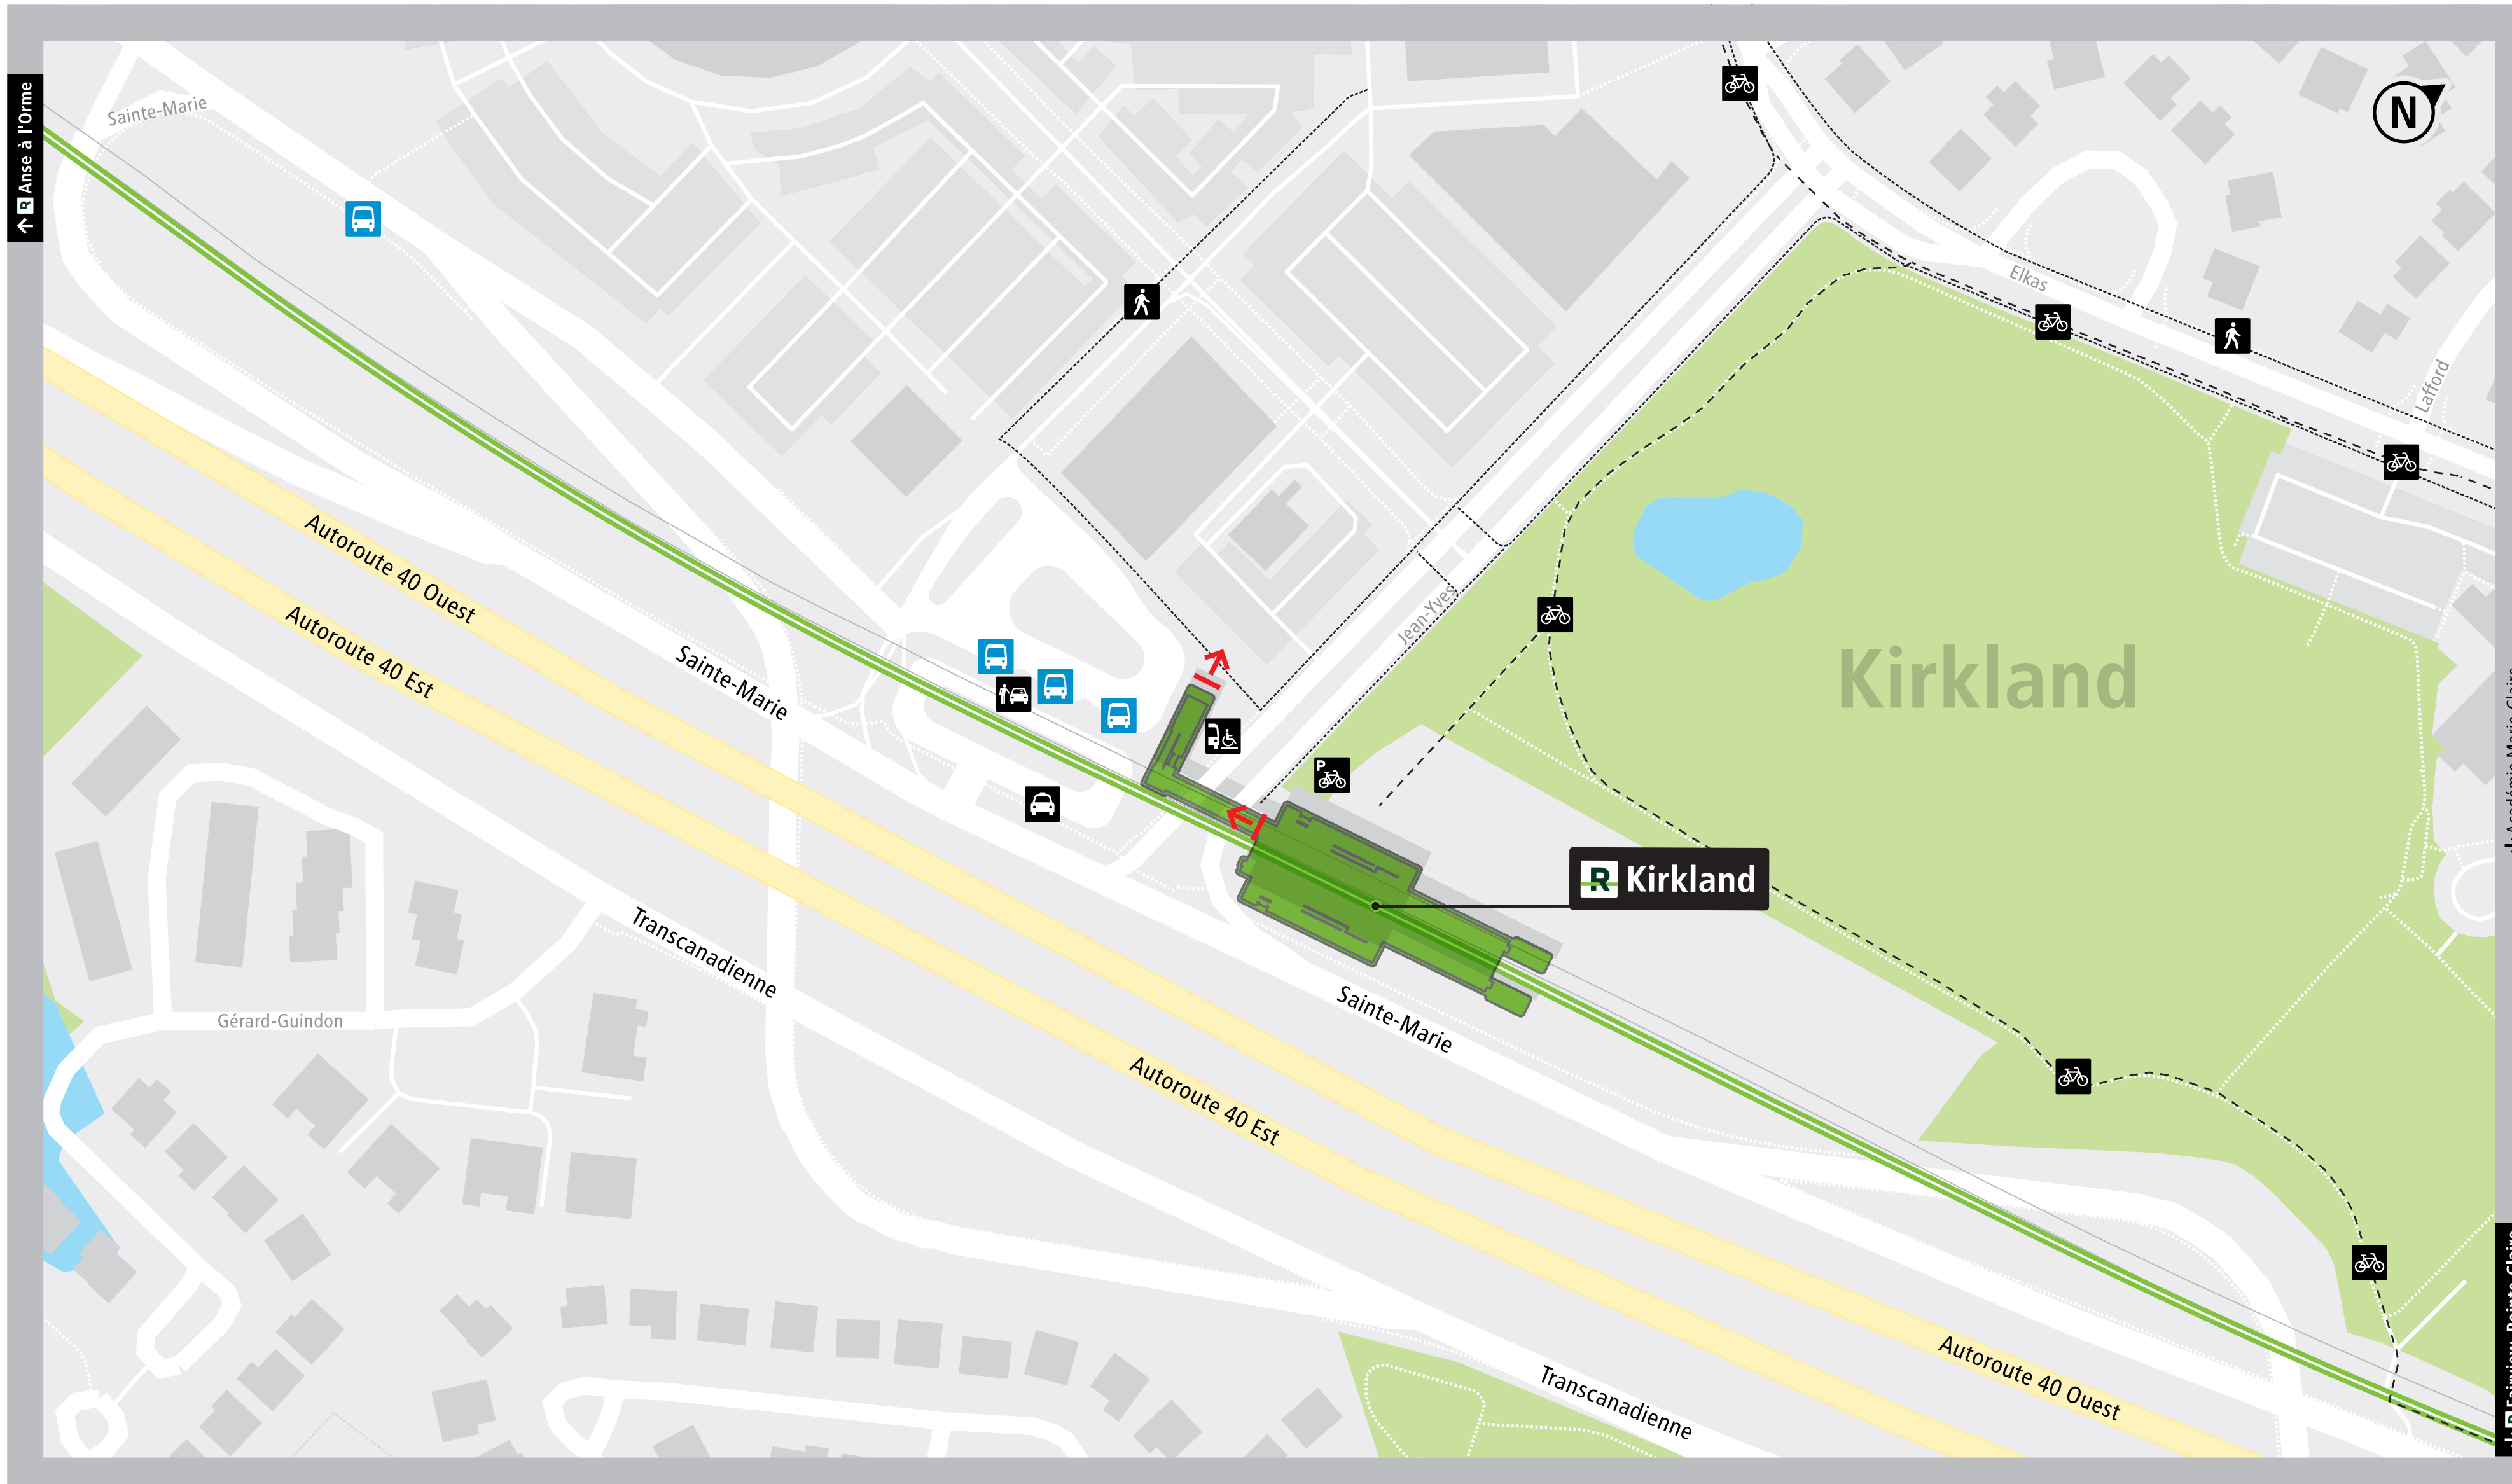 R Anse à l'Orme
Sainte-Marie
N
Elkas
Lafford
Autoroute 40 Ouest
Autoroute 40 Est
Sainte-Marie
Jean-Yves
Kirkland
P
R Kirkland
Transcanadienne
Sainte-Marie
Gérard-Guindon
Autoroute 40 Est
Autoroute 40 Ouest
Transcanadienne